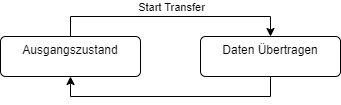 Start Transfer
Ausgangszustand
Daten Übertragen